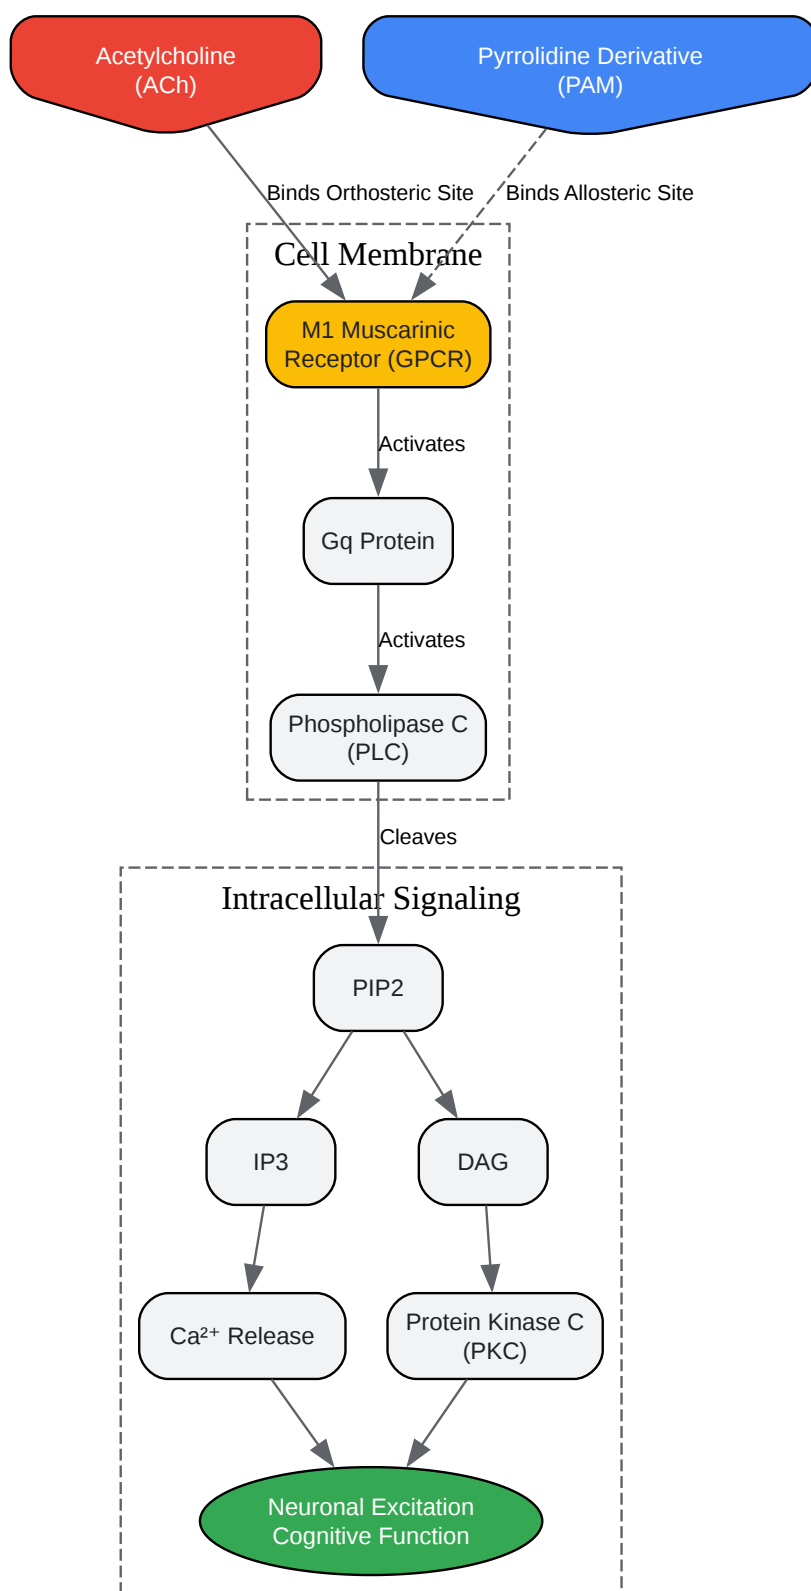 Acetylcholine
(ACh)
Pyrrolidine Derivative
(PAM)
Binds Orthosteric Site
Binds Allosteric Site
Cell Membrane
M1 Muscarinic
Receptor (GPCR)
Activates
Gq Protein
Activates
Phospholipase C
(PLC)
Cleaves
Intracellular Signaling
PIP2
IP3
DAG
Ca²⁺ Release
Protein Kinase C
(PKC)
Neuronal Excitation
Cognitive Function